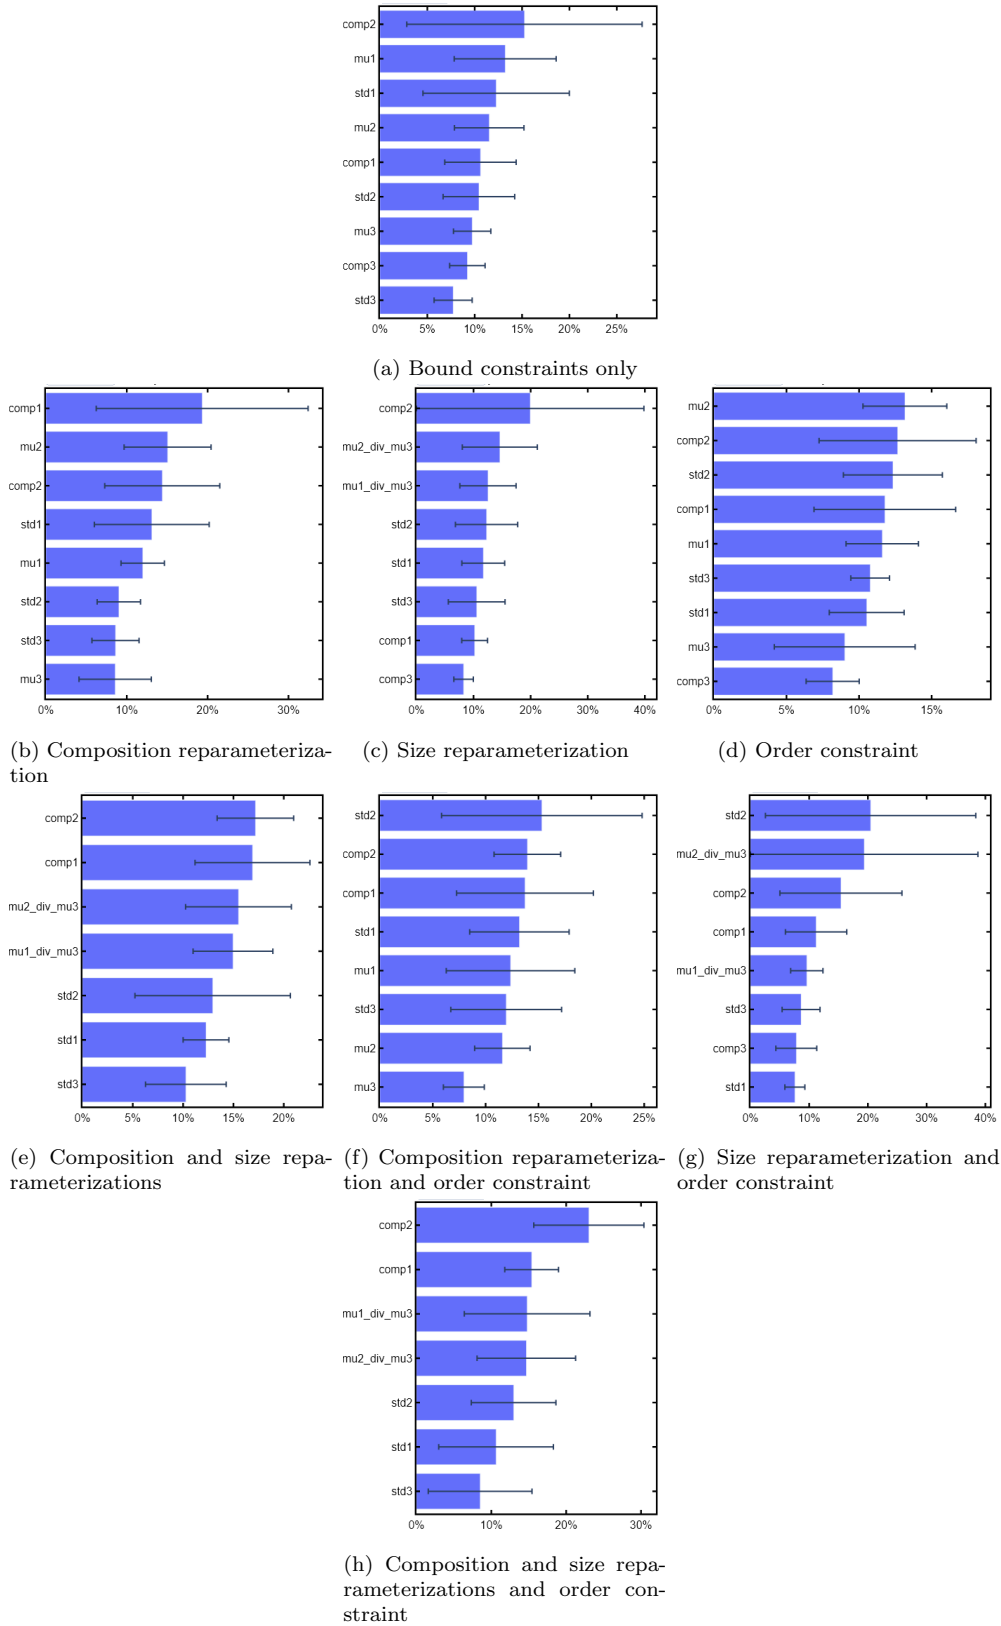 comp2
mu1
std1
mu2
comp1
std2
mu3
comp3
std3
0% 5% 10% 15% 20% 25%
(a) Bound constraints only
comp1
mu2
comp2
std1
mu1
std2
std3
mu3
0% 10% 20% 30%
(b) Composition reparameteriza-
tion
comp2
mu2_div_mu3
mu1_div_mu3
std2
std1
std3
comp1
comp3
0% 10% 20% 30% 40%
(c) Size reparameterization
mu2
comp2
std2
comp1
mu1
std3
std1
mu3
comp3
0% 5% 10% 15%
(d) Order constraint
comp2
comp1
mu2_div_mu3
mu1_div_mu3
std2
std1
std3
0% 5% 10% 15% 20%
(e) Composition and size repa-
rameterizations
std2
comp2
comp1
std1
mu1
std3
mu2
mu3
0% 5% 10% 15% 20% 25%
(f) Composition reparameteriza-
tion and order constraint
std2
mu2_div_mu3
comp2
comp1
mu1_div_mu3
std3
comp3
std1
0% 10% 20% 30% 40%
(g) Size reparameterization and
order constraint
comp2
comp1
mu1_div_mu3
mu2_div_mu3
std2
std1
std3
0% 10% 20% 30%
(h) Composition and size repa-
rameterizations and order con-
straint